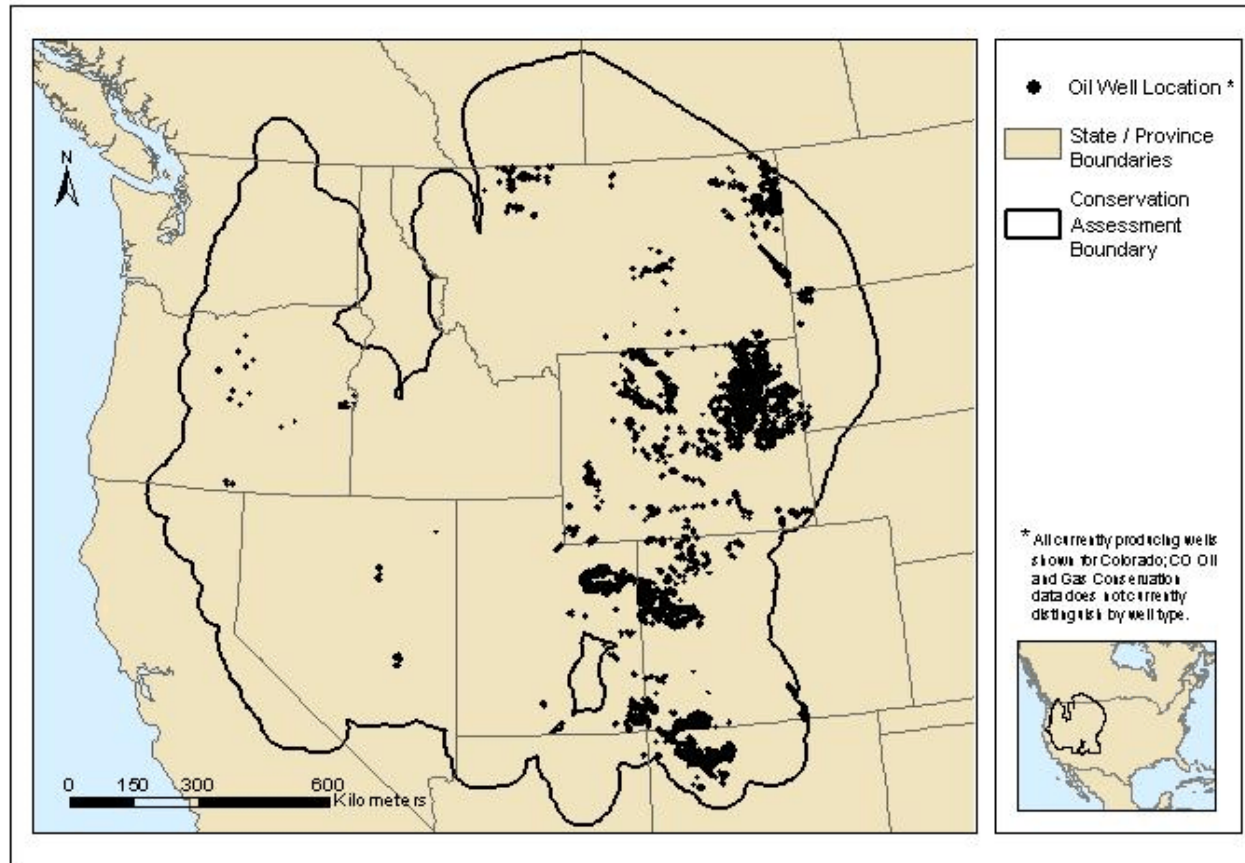 N
0 150 300 600
Kilometers
Oil Well Location *
State / Province
Boundaries
Conservation
Assessment
Boundary
* All currently producing wells
shown for Colorado; CO Oil
and Gas Conservation
data does not currently
distinguish by well type.